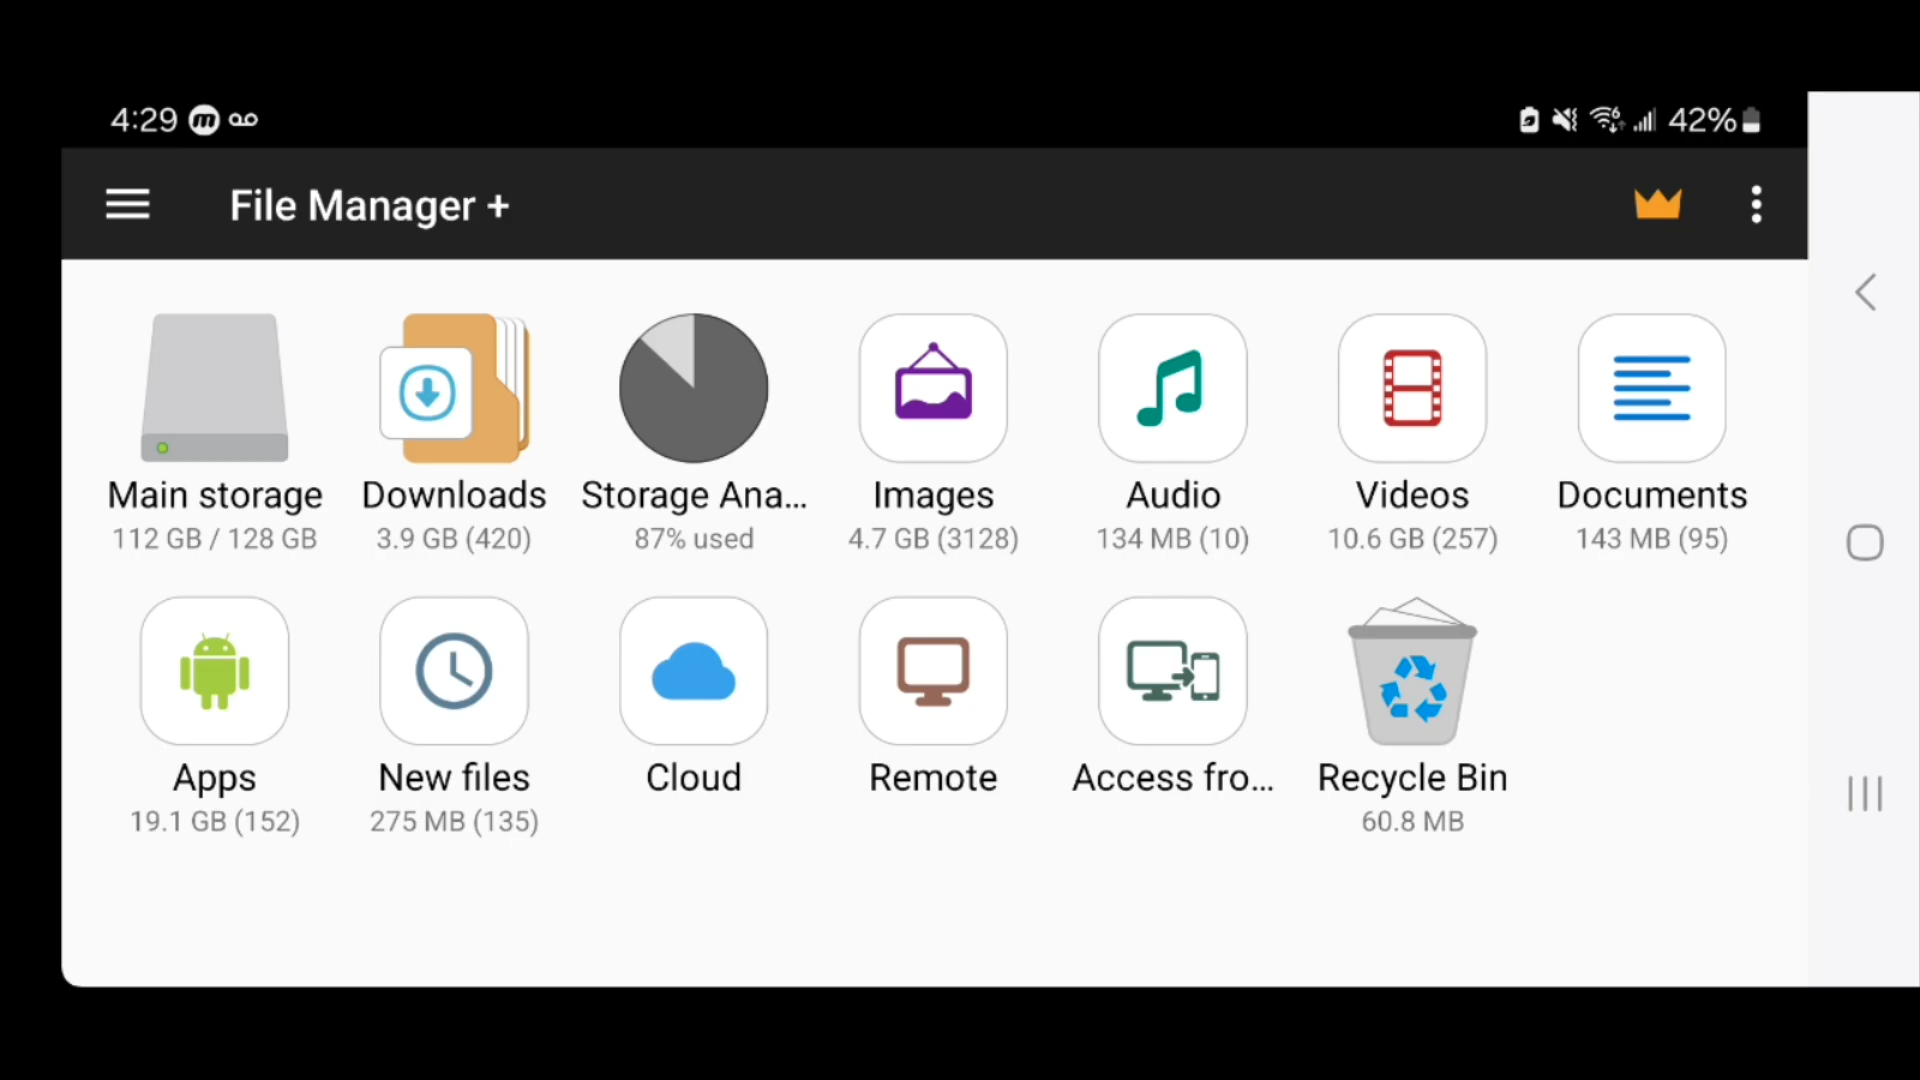 4:29
42%
File Manager +
Main storage
112 GB / 128 GB
Downloads
3.9 GB (420)
Storage Ana...
87% used
Images
4.7 GB (3128)
Audio
134 MB (10)
Videos
10.6 GB (257)
Documents
143 MB (95)
Apps
19.1 GB (152)
New files
275 MB (135)
Cloud
Remote
Access fro...
Recycle Bin
60.8 MB